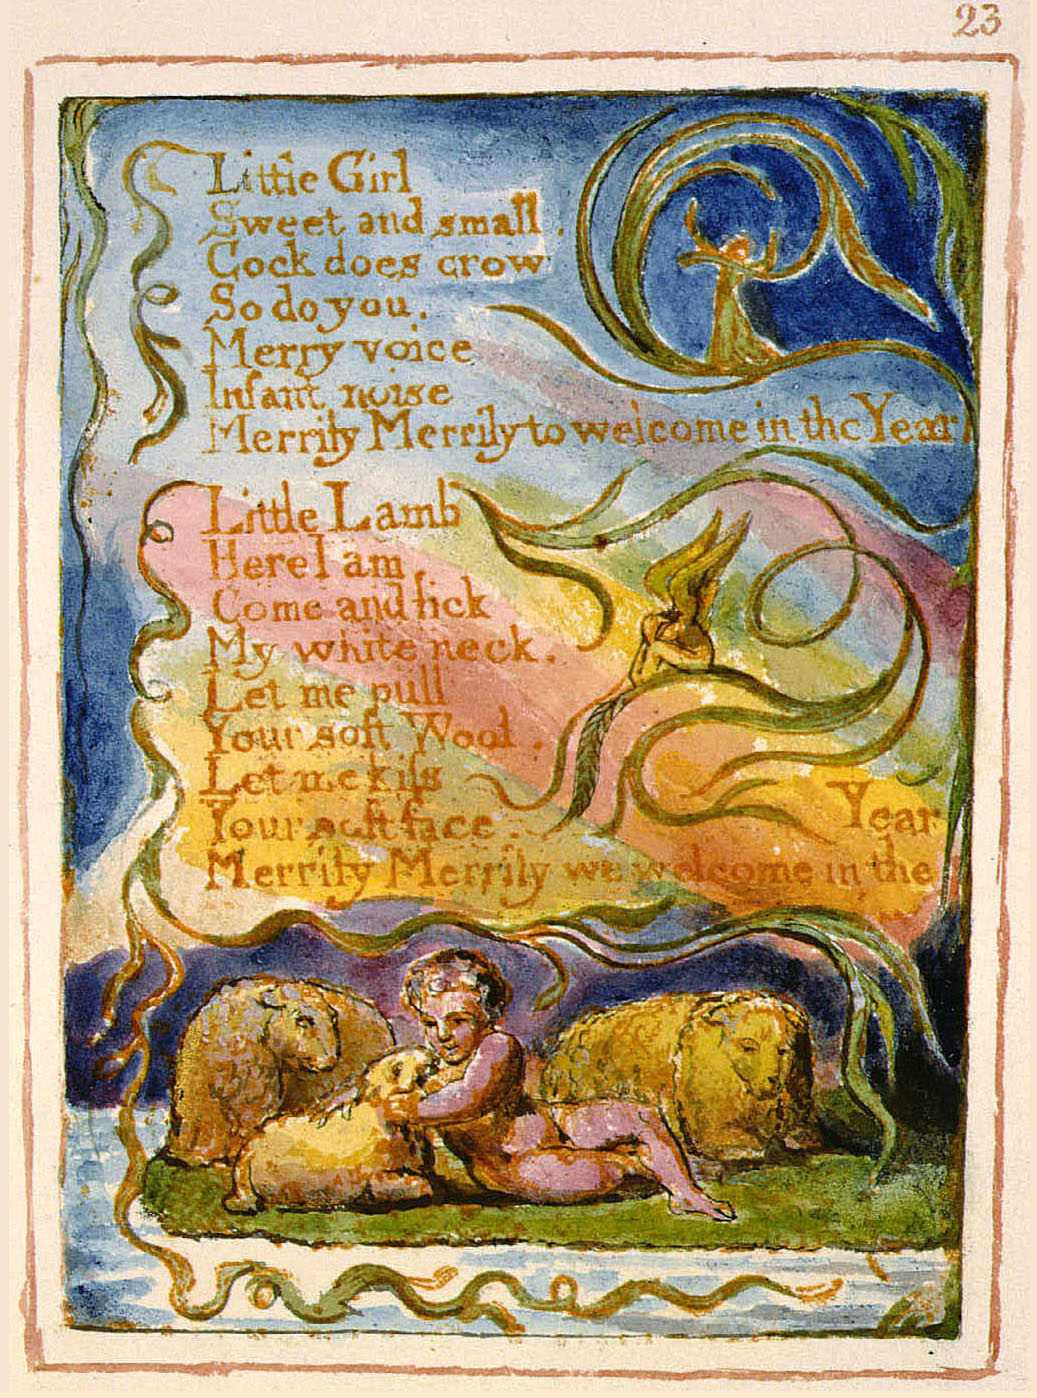 23
Little Girl
Sweet and small.
Cock does crow
So do you.
Merry voice
Infant noise
Merrily Merrily to welcome in the Year
Little Lamb
Here I am,
Come and lick
My white neck.
Let me pull
Your soft Wool.
Let me kiſs
Your soft face.
Merrily Merrily we welcome in the
Year